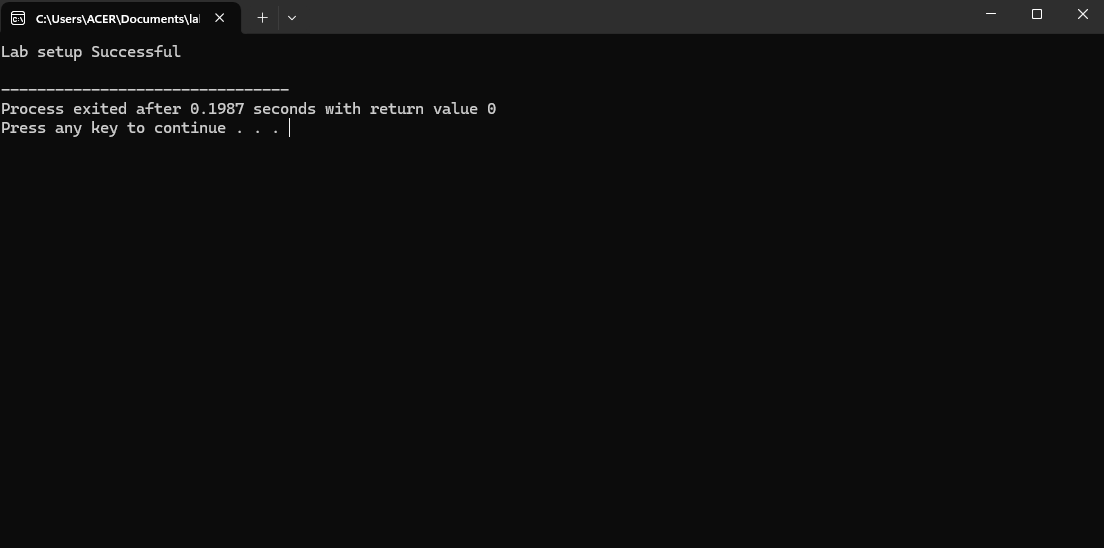 C:\Users\ACER\Documents\la
Lab setup Successful
--------------------------------
Process exited after 0.1987 seconds with return value 0
Press any key to continue . . .